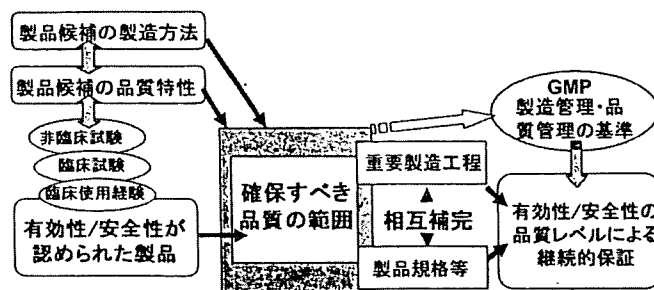 製品候補の製造方法
製品候補の品質特性
非臨床試験
臨床試験
臨床使用経験
有効性/安全性が
認められた製品
確保すべき
品質の範囲
重要製造工程
相互補完
製品規格等
GMP
製造管理・品
質管理の基準
有効性/安全性の
品質レベルによる
継続的保証